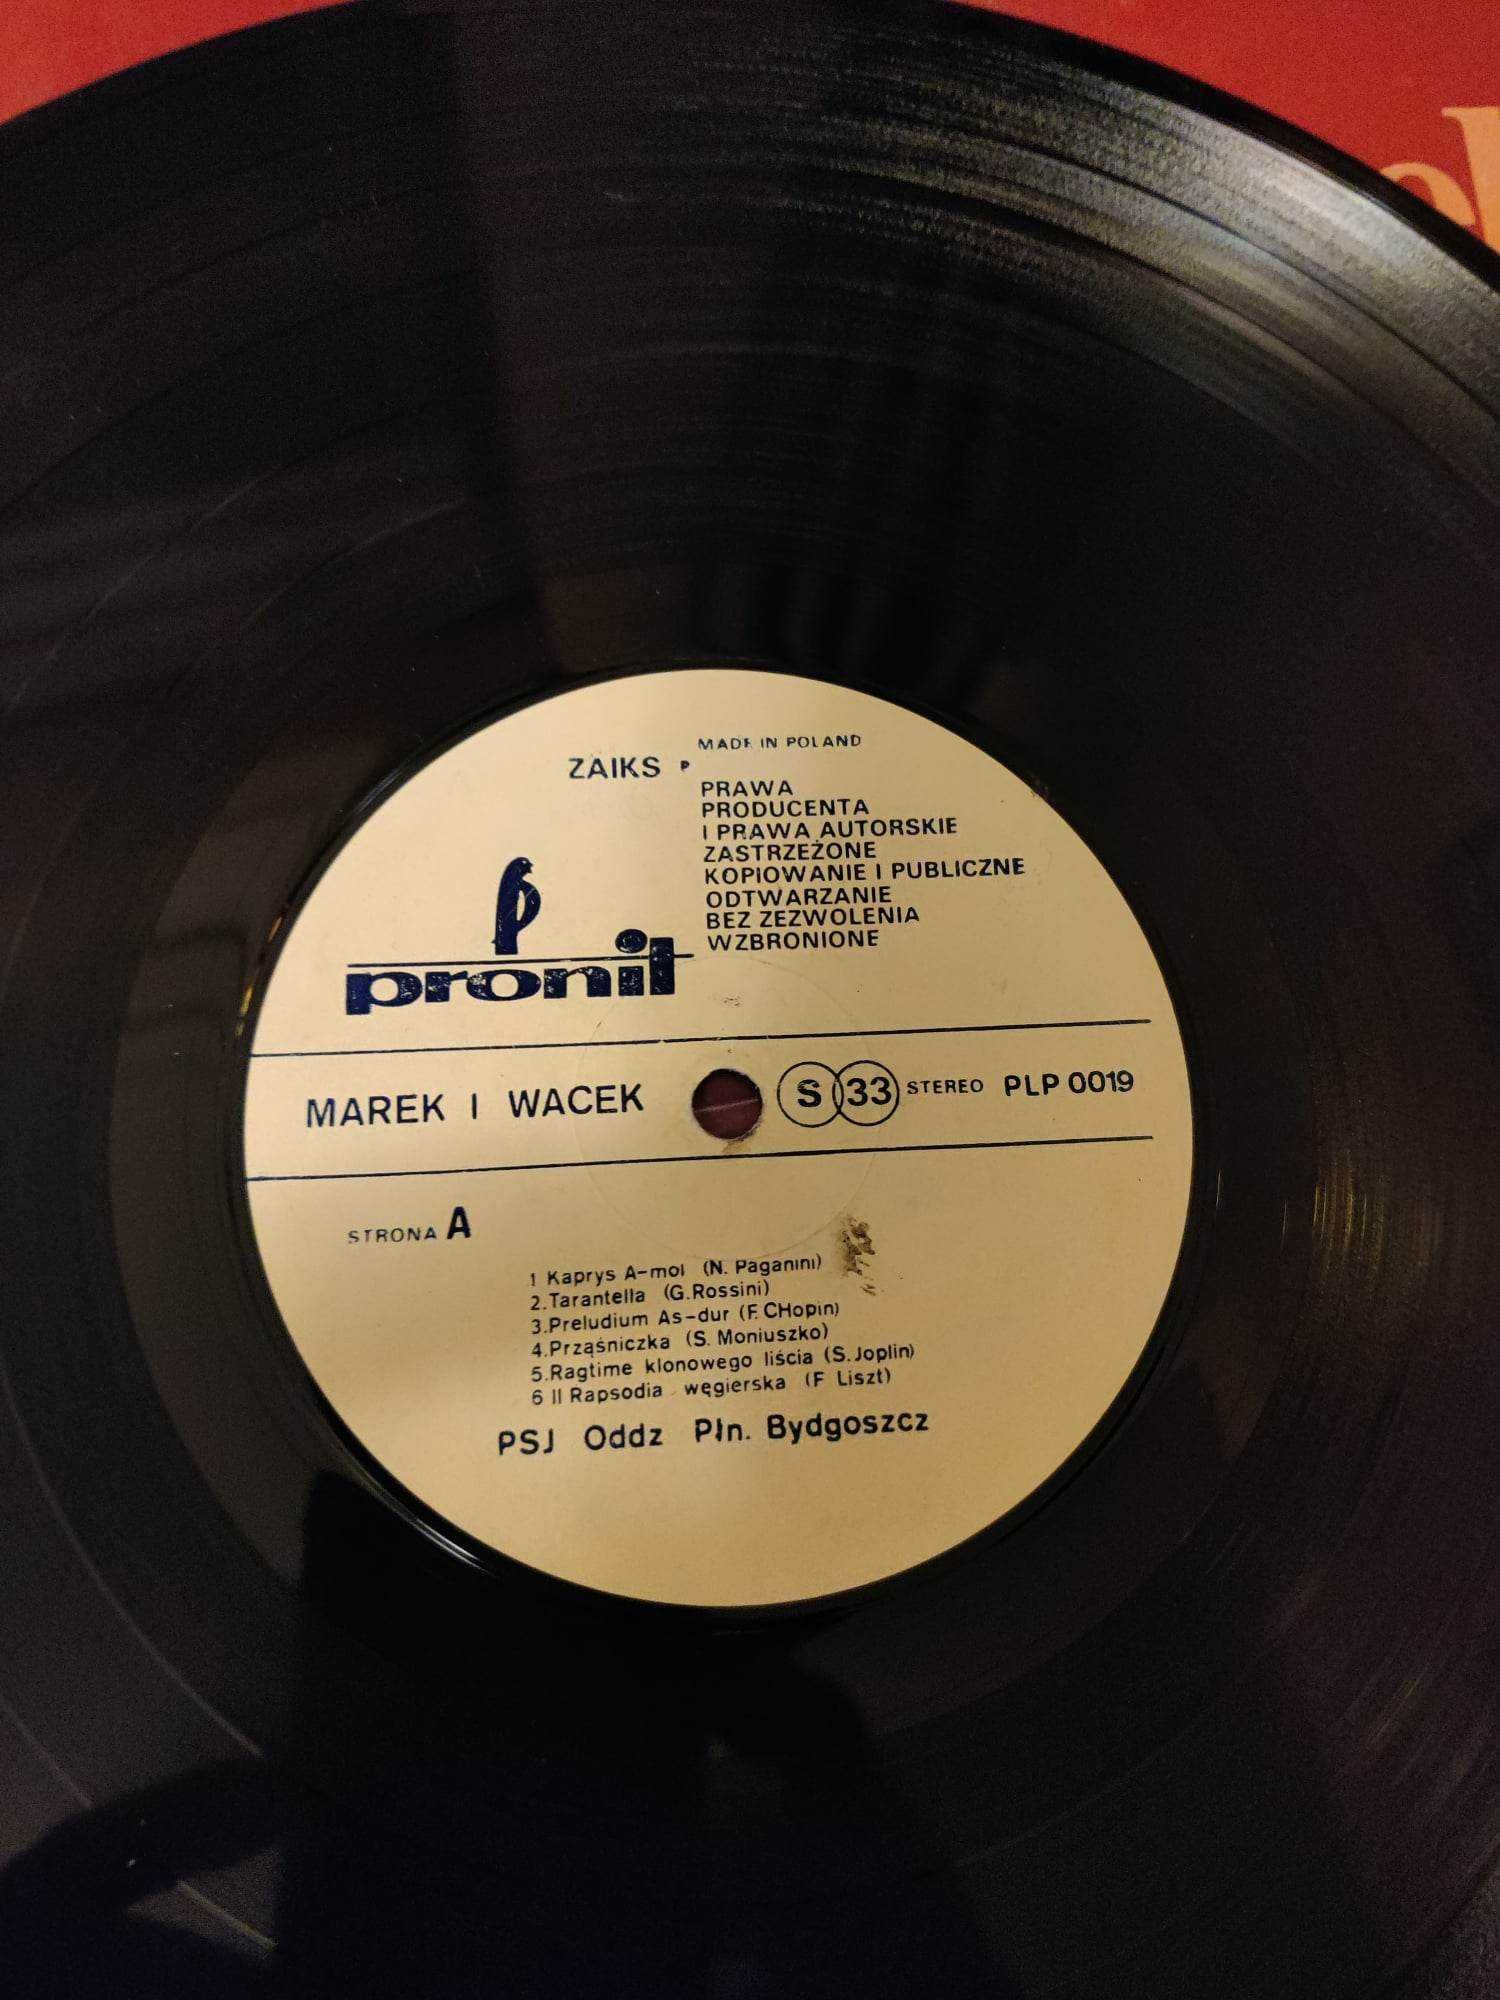 MADE IN POLAND
ZAIKS P
PRAWA
PRODUCENTA
I PRAWA AUTORSKIE
ZASTRZEŻONE
KOPIOWANIE I PUBLICZNE
ODTWARZANIE
BEZ ZEZWOLENIA
WZBRONIONE
pronit
MAREK I WACEK
S 33 STEREO PLP 0019
STRONA A
1 Kaprys A-mol (N. Paganini)
2.Tarantella (G.Rossini)
3.Preludium As-dur (F. CHopin)
4.Prząśniczka (S. Moniuszko)
5.Ragtime klonowego liścia (S.Joplin)
6 II Rapsodia węgierska (F Liszt)
PSJ Oddz Płn. Bydgoszcz